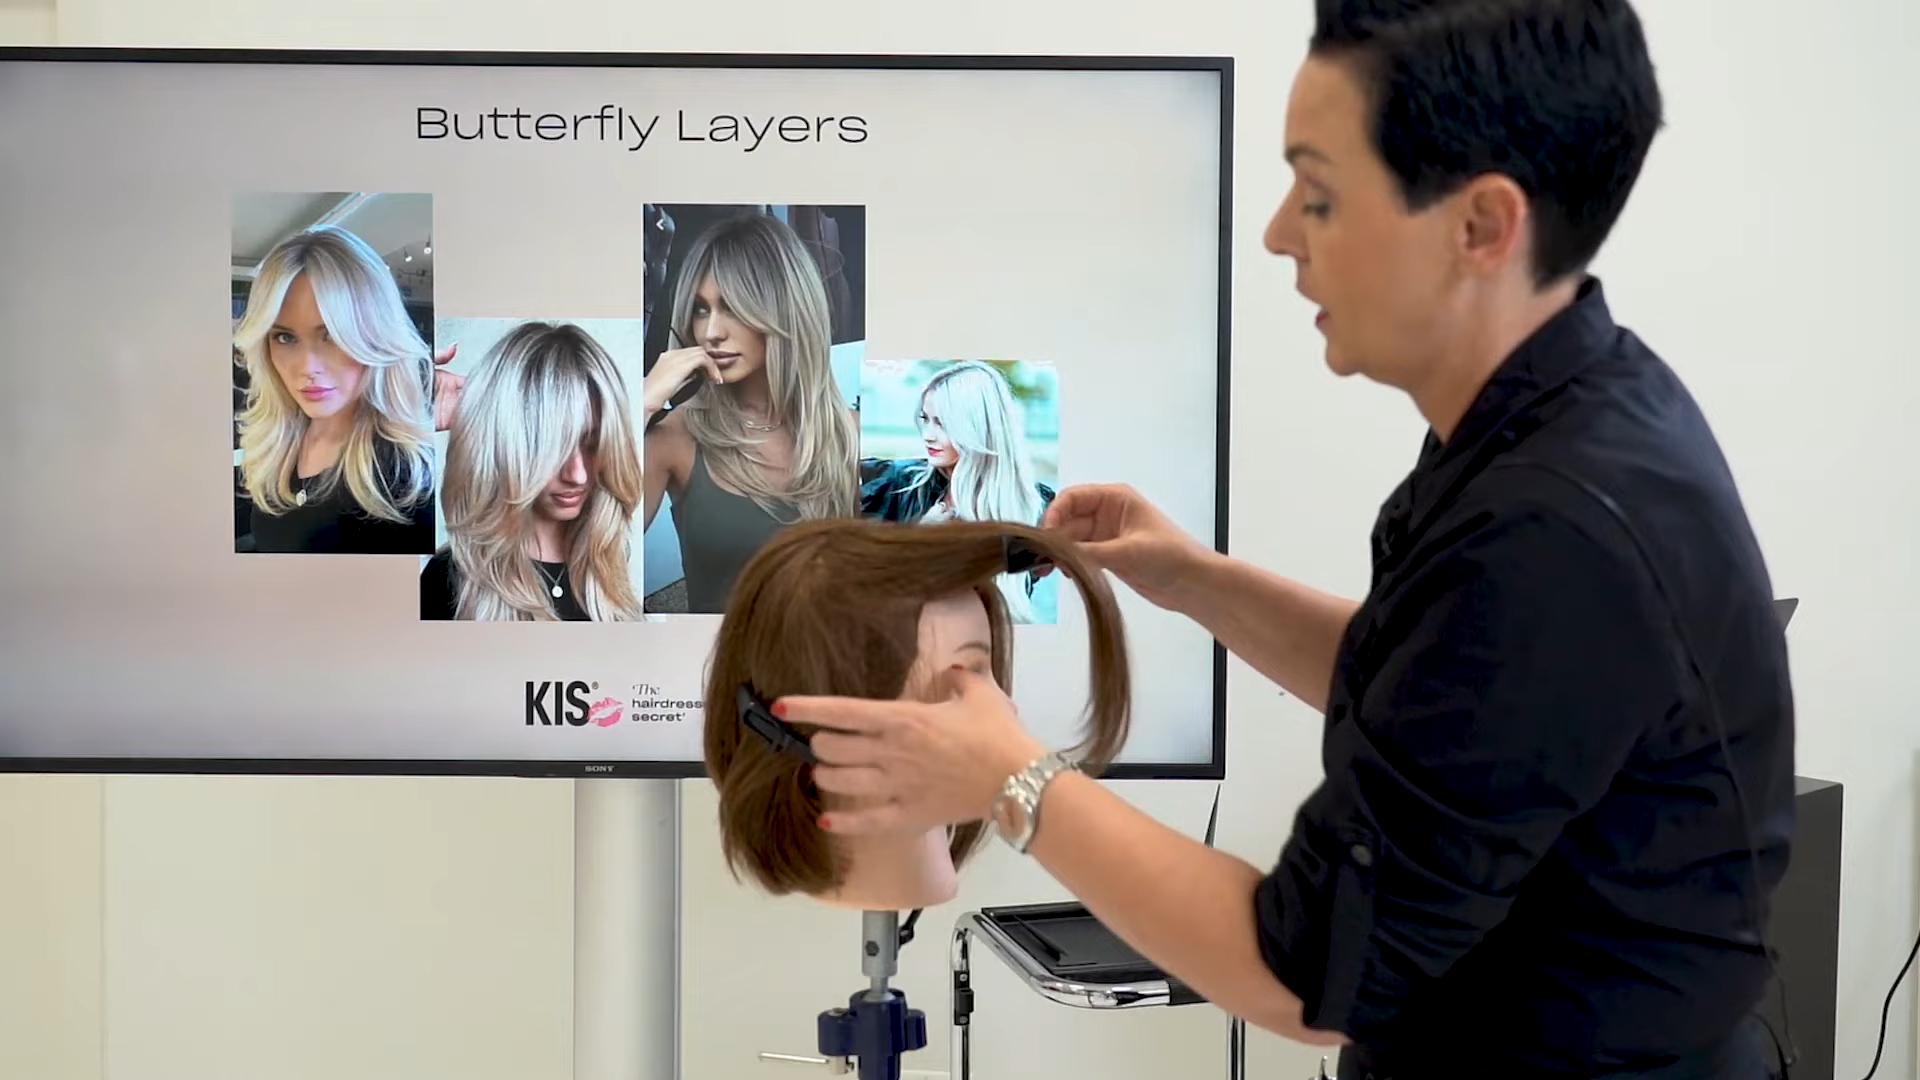 Butterfly Layers
KIS®
'The
hairdress
secret'
SONY